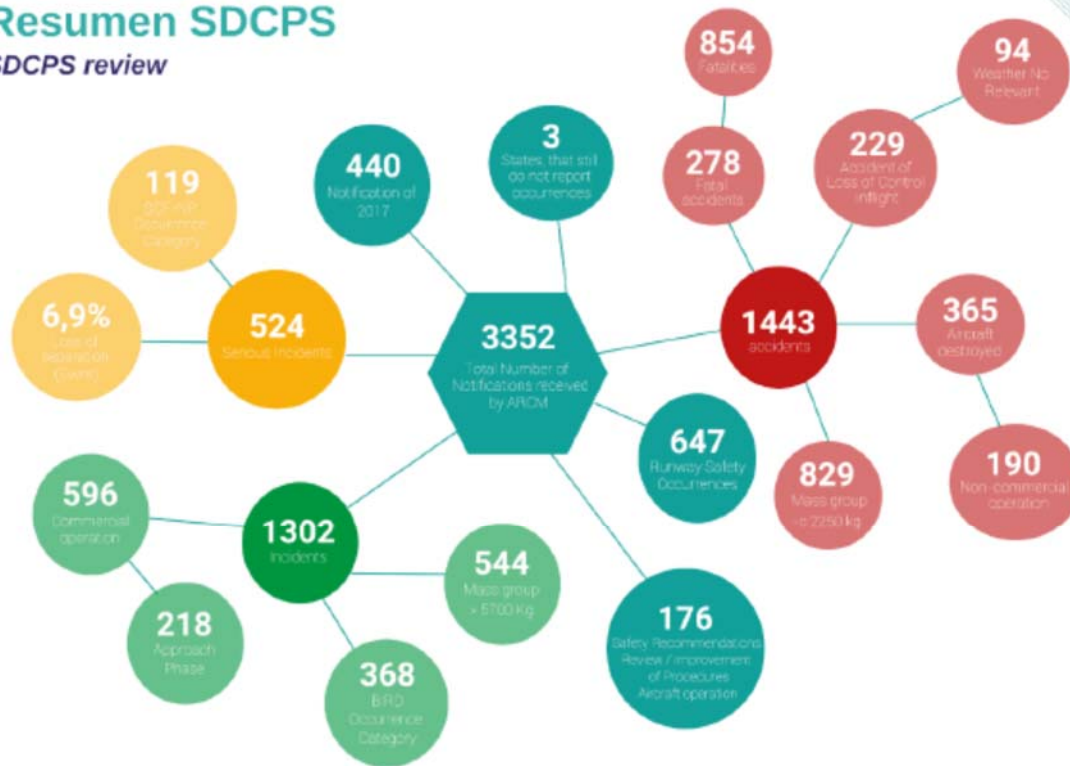 Resumen SDCPS
SDCPS review
854
Fatalities
94
Weather No
Relevant
3
States, that still
do not report
occurrences
440
Notification of
2017
278
Fatal
accidents
229
Accident of
Loss of Control
Inflight
119
Occurrence
Category
6,9%
Loss of
separation
524
Serious Incidents
3352
Total Number of
Notifications received
by ARCM
1443
accidents
365
Aircraft
destroyed
647
Runway Safety
Occurrences
829
Mass group
2250 kg
190
Non-commercial
operation
596
Commercial
operation
1302
Incidents
544
Mass group
> 5700 Kg
218
Approach
Phase
368
BIRD
Occurrence
Category
176
Safety Recommendations
Review / Improvement
of Procedures
Aircraft operation